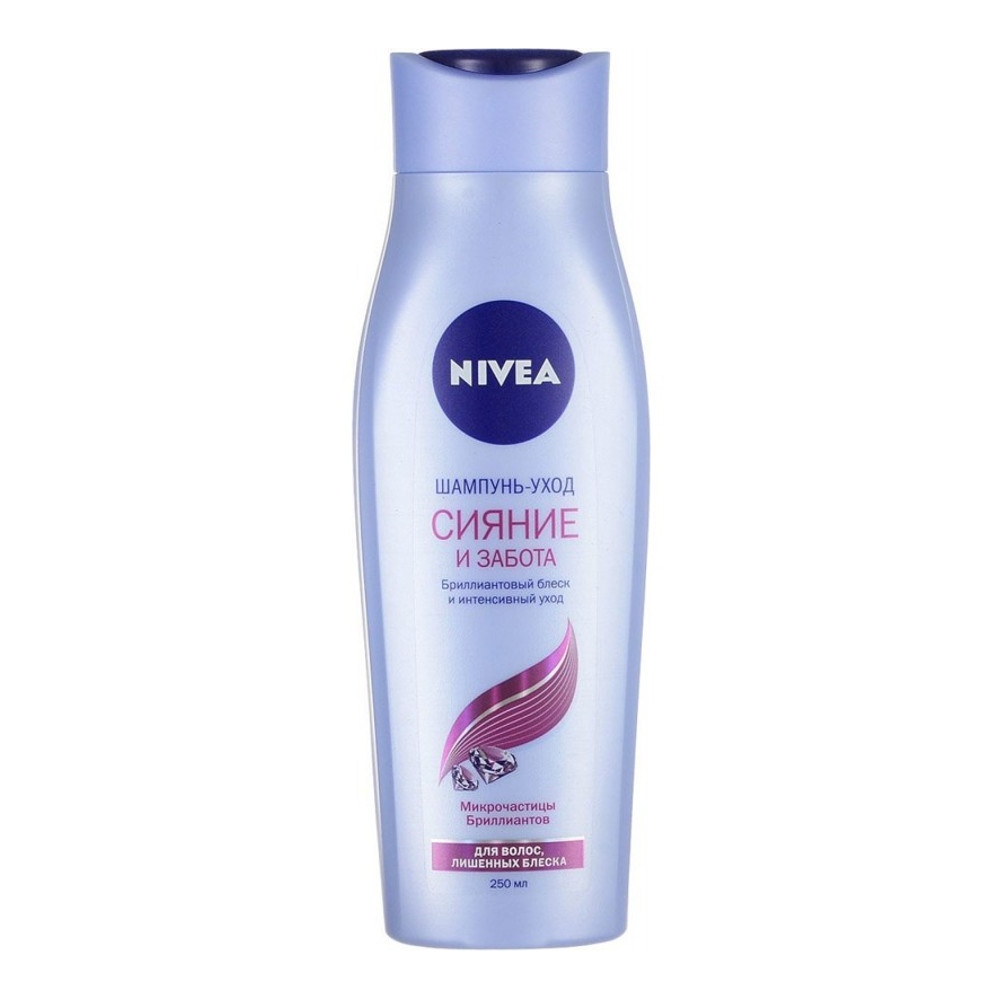 NIVEA
ШАМПУНЬ-УХОД
СИЯНИЕ
И ЗАБОТА
Бриллиантовый блеск
и интенсивный уход
Микрочастицы
Бриллиантов
ДЛЯ ВОЛОС,
ЛИШЕННЫХ БЛЕСКА
250 мл